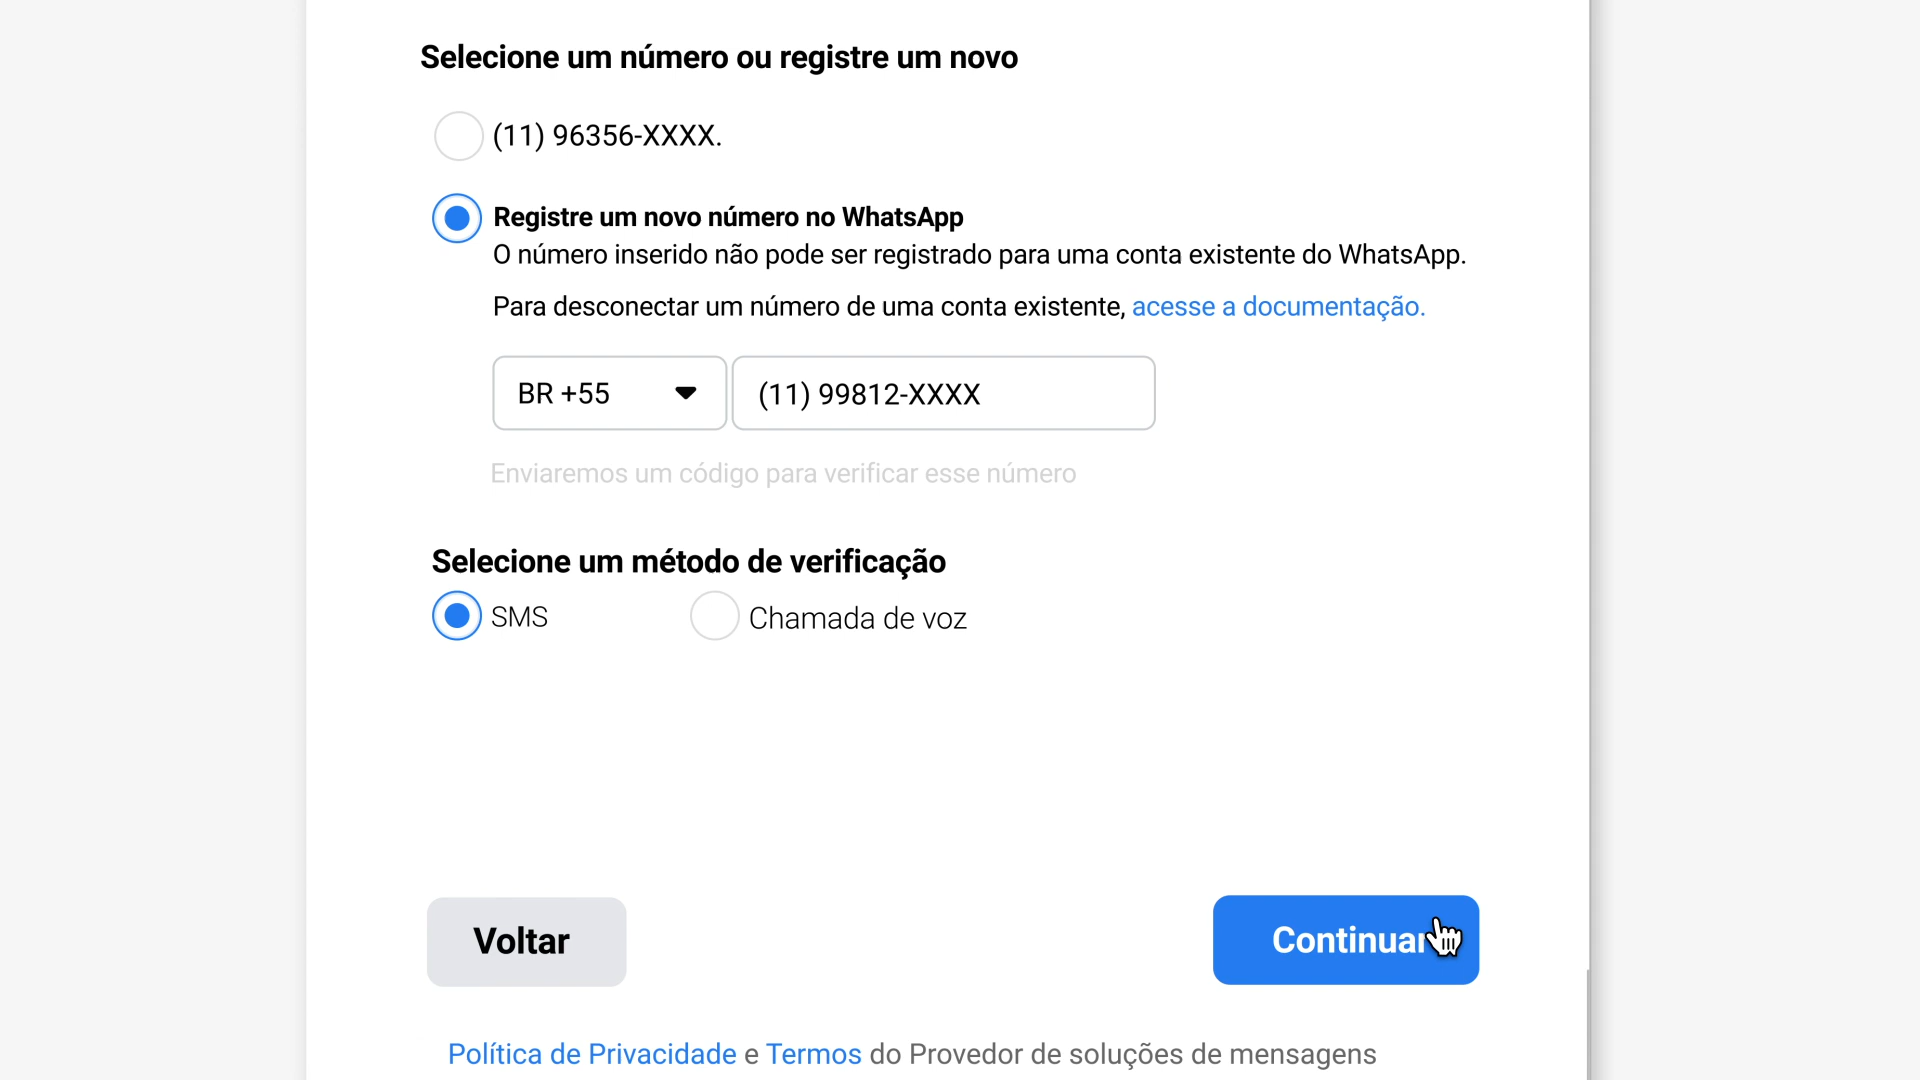 Selecione um número ou registre um novo
(11) 96356-XXXX.
Registre um novo número no WhatsApp
O número inserido não pode ser registrado para uma conta existente do WhatsApp.
Para desconectar um número de uma conta existente, acesse a documentação.
BR +55
(11) 99812-XXXX
Enviaremos um código para verificar esse número
Selecione um método de verificação
SMS
Chamada de voz
Voltar
Continuar
Política de Privacidade e Termos do Provedor de soluções de mensagens